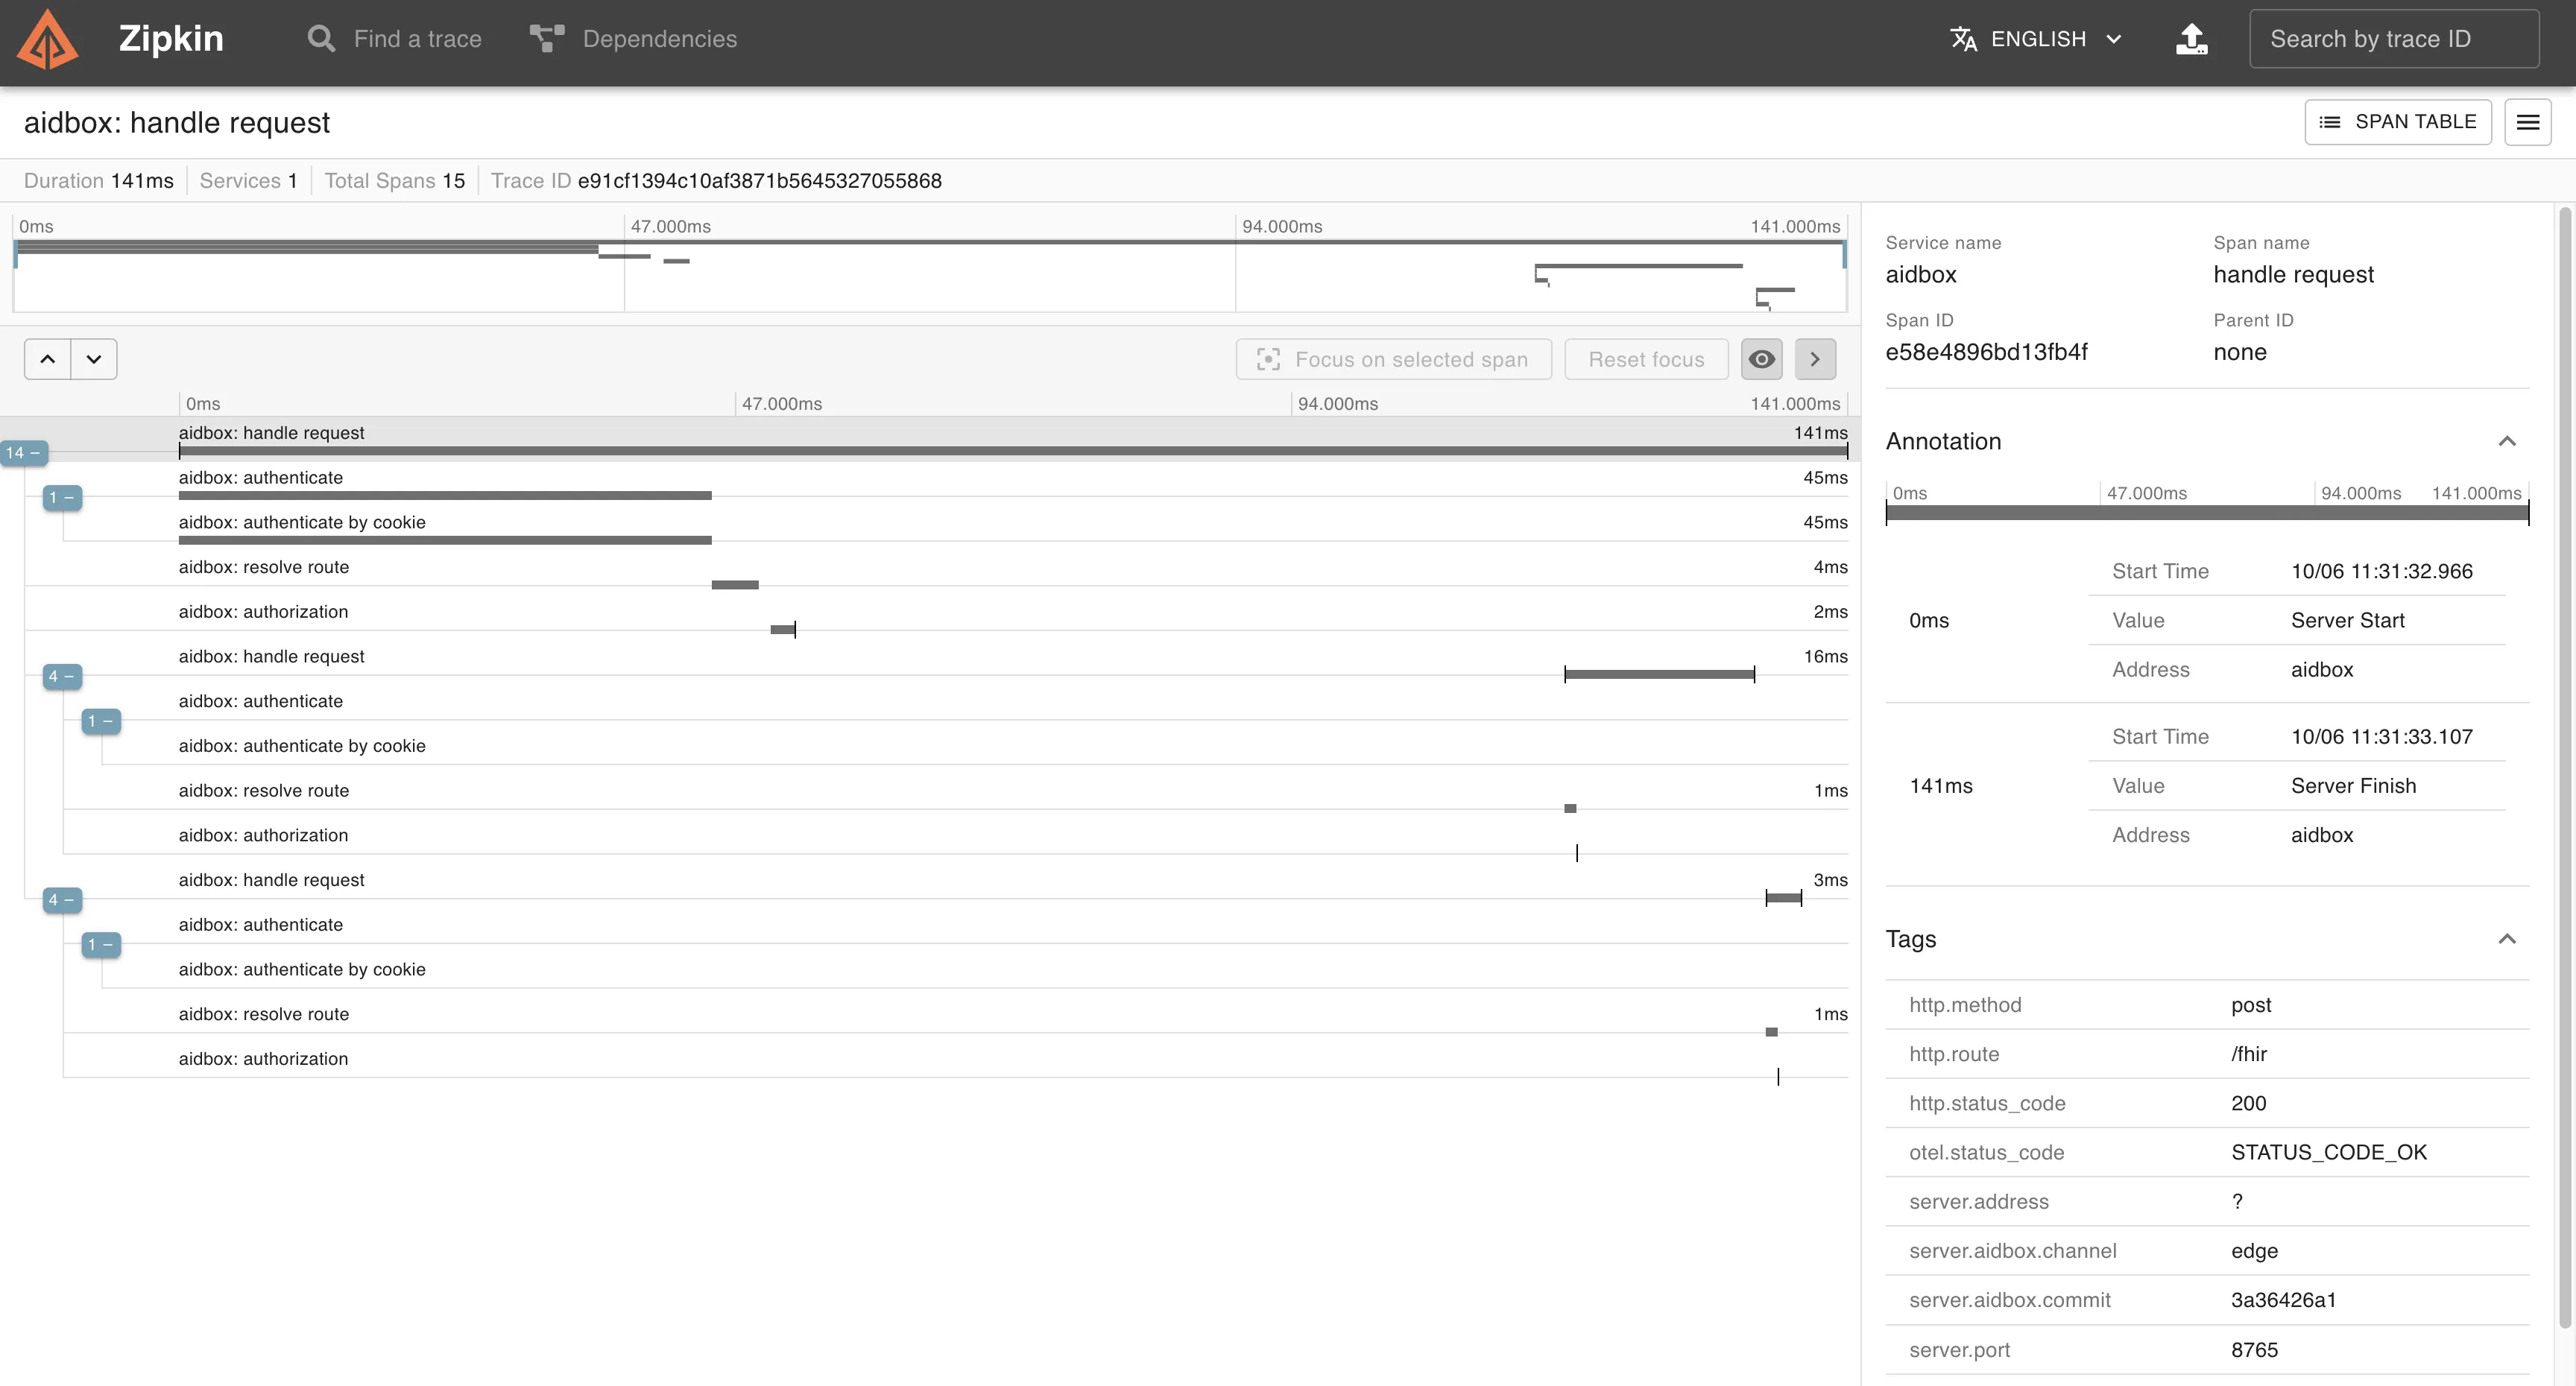 Zipkin
Find a trace
Dependencies
ENGLISH
Search by trace ID
aidbox: handle request
SPAN TABLE
Duration 141ms Services 1 Total Spans 15 Trace ID e91cf1394c10af3871b5645327055868
0ms 47.000ms 94.000ms 141.000ms
Focus on selected span
Reset focus
0ms 47.000ms 94.000ms 141.000ms
aidbox: handle request 141ms
14 −
aidbox: authenticate 45ms
1 −
aidbox: authenticate by cookie 45ms
aidbox: resolve route 4ms
aidbox: authorization 2ms
aidbox: handle request 16ms
4 −
aidbox: authenticate
1 −
aidbox: authenticate by cookie
aidbox: resolve route 1ms
aidbox: authorization
aidbox: handle request 3ms
4 −
aidbox: authenticate
1 −
aidbox: authenticate by cookie
aidbox: resolve route 1ms
aidbox: authorization
Service name Span name
aidbox handle request
Span ID Parent ID
e58e4896bd13fb4f none
Annotation
0ms 47.000ms 94.000ms 141.000ms
Start Time 10/06 11:31:32.966
0ms Value Server Start
Address aidbox
Start Time 10/06 11:31:33.107
141ms Value Server Finish
Address aidbox
Tags
http.method post
http.route /fhir
http.status_code 200
otel.status_code STATUS_CODE_OK
server.address ?
server.aidbox.channel edge
server.aidbox.commit 3a36426a1
server.port 8765